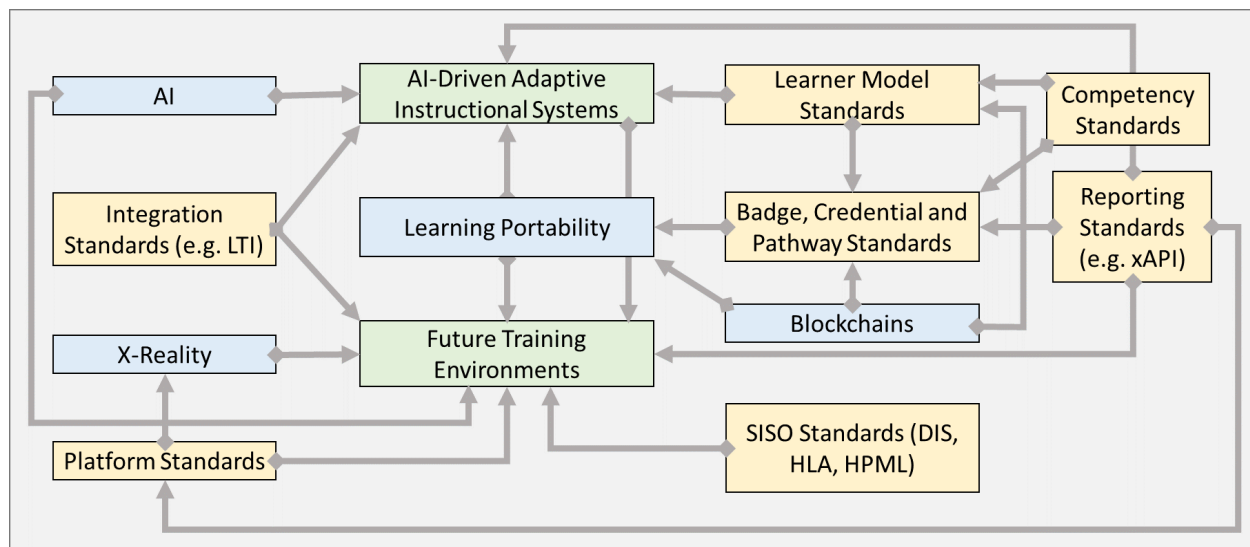 AI
AI-Driven Adaptive
Instructional Systems
Learner Model
Standards
Competency
Standards
Integration
Standards (e.g. LTI)
Learning Portability
Badge, Credential and
Pathway Standards
Reporting
Standards
(e.g. xAPI)
X-Reality
Future Training
Environments
Blockchains
Platform Standards
SISO Standards (DIS,
HLA, HPML)